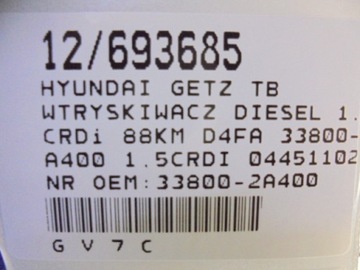 12/693685
HYUNDAI GETZ TB
WTRYSKIWACZ DIESEL 1.
CRDi 88KM D4FA 33800-
A400 1.5CRDI 04451102
NR OEM:33800-2A400
G V 7 C